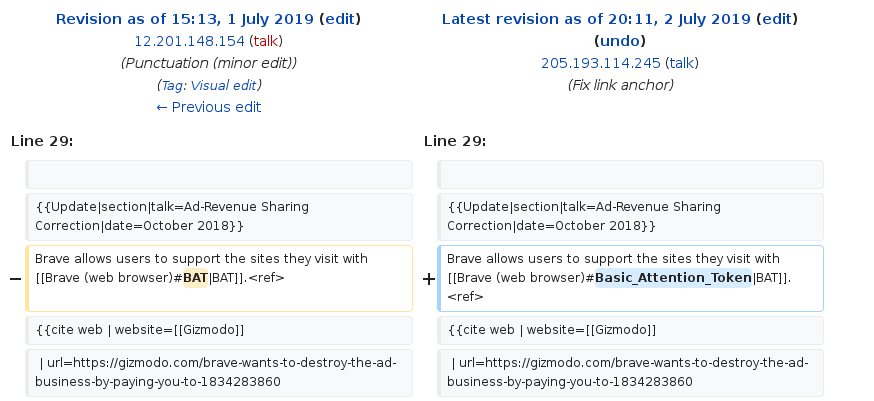 Revision as of 15:13, 1 July 2019 (edit)
12.201.148.154 (talk)
(Punctuation (minor edit))
(Tag: Visual edit)
← Previous edit
Latest revision as of 20:11, 2 July 2019 (edit)
(undo)
205.193.114.245 (talk)
(Fix link anchor)
Line 29:
Line 29:
{{Update|section|talk=Ad-Revenue Sharing
Correction|date=October 2018}}
{{Update|section|talk=Ad-Revenue Sharing
Correction|date=October 2018}}
−
Brave allows users to support the sites they visit with
[[Brave (web browser)#BAT|BAT]].<ref>
+
Brave allows users to support the sites they visit with
[[Brave (web browser)#Basic_Attention_Token|BAT]].
<ref>
{{cite web | website=[[Gizmodo]]
{{cite web | website=[[Gizmodo]]
| url=https://gizmodo.com/brave-wants-to-destroy-the-ad-
business-by-paying-you-to-1834283860
| url=https://gizmodo.com/brave-wants-to-destroy-the-ad-
business-by-paying-you-to-1834283860